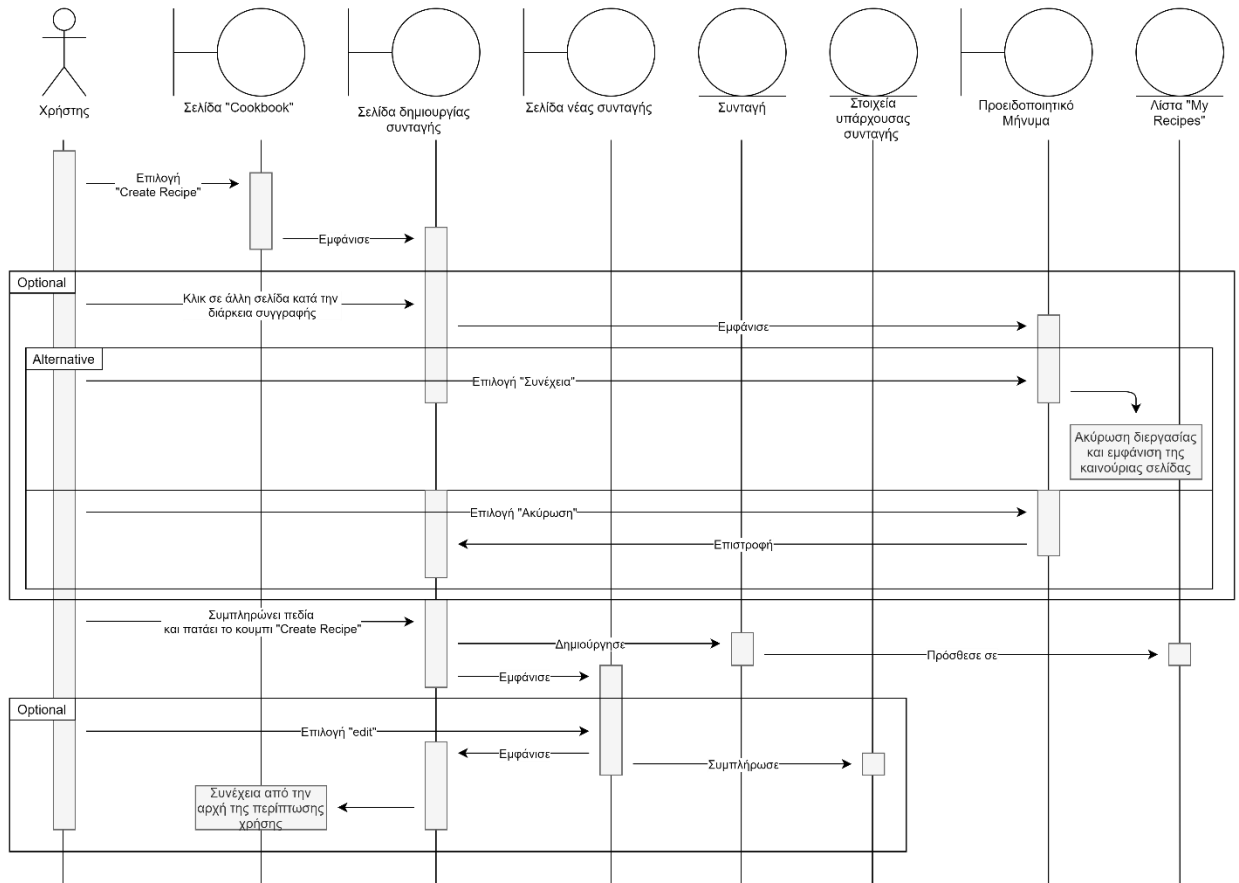 Χρήστης
Σελίδα "Cookbook"
Σελίδα δημιουργίας
συνταγής
Σελίδα νέας συνταγής
Συνταγή
Στοιχεία
υπάρχουσας
συνταγής
Προειδοποιητικό
Μήνυμα
Λίστα "My
Recipes"
Επιλογή
"Create Recipe"
Εμφάνισε
Optional
Κλικ σε άλλη σελίδα κατά την
διάρκεια συγγραφής
Εμφάνισε
Alternative
Επιλογή "Συνέχεια"
Ακύρωση διεργασίας
και εμφάνιση της
καινούριας σελίδας
Επιλογή "Ακύρωση"
Επιστροφή
Συμπληρώνει πεδία
και πατάει το κουμπι "Create Recipe"
Δημιούργησε
Πρόσθεσε σε
Εμφάνισε
Optional
Επιλογή "edit"
Εμφάνισε
Συμπλήρωσε
Συνέχεια από την
αρχή της περίπτωσης
χρήσης